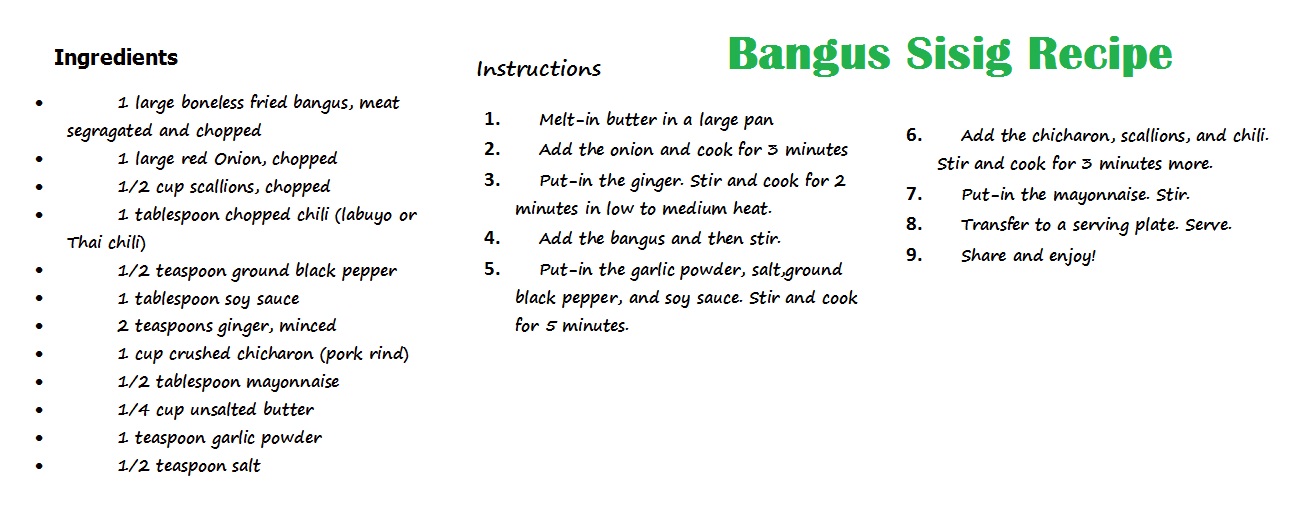 Bangus Sisig Recipe
Ingredients
• 1 large boneless fried bangus, meat
segragated and chopped
• 1 large red Onion, chopped
• 1/2 cup scallions, chopped
• 1 tablespoon chopped chili (labuyo or
Thai chili)
• 1/2 teaspoon ground black pepper
• 1 tablespoon soy sauce
• 2 teaspoons ginger, minced
• 1 cup crushed chicharon (pork rind)
• 1/2 tablespoon mayonnaise
• 1/4 cup unsalted butter
• 1 teaspoon garlic powder
• 1/2 teaspoon salt
Instructions
1. Melt-in butter in a large pan
2. Add the onion and cook for 3 minutes
3. Put-in the ginger. Stir and cook for 2
minutes in low to medium heat.
4. Add the bangus and then stir.
5. Put-in the garlic powder, salt,ground
black pepper, and soy sauce. Stir and cook
for 5 minutes.
6. Add the chicharon, scallions, and chili.
Stir and cook for 3 minutes more.
7. Put-in the mayonnaise. Stir.
8. Transfer to a serving plate. Serve.
9. Share and enjoy!